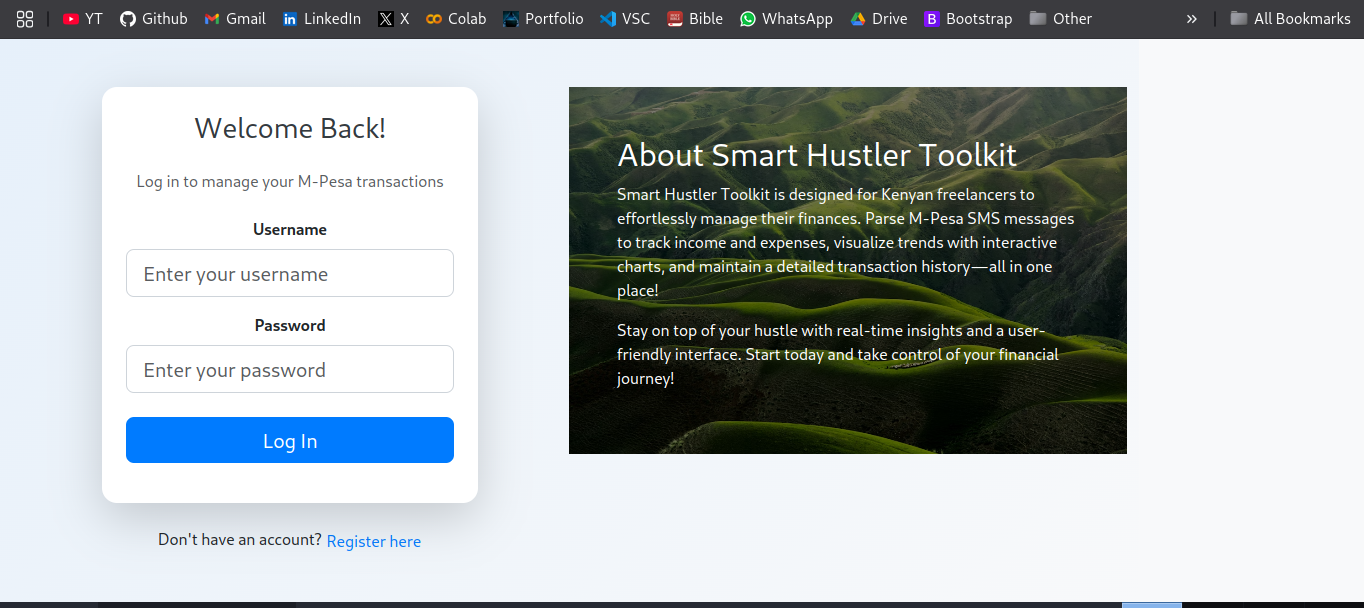 YT Github Gmail LinkedIn X Colab Portfolio VSC Bible WhatsApp Drive Bootstrap Other » All Bookmarks
Welcome Back!
Log in to manage your M-Pesa transactions
Username
Enter your username
Password
Enter your password
Log In
Don't have an account? Register here
About Smart Hustler Toolkit
Smart Hustler Toolkit is designed for Kenyan freelancers to
effortlessly manage their finances. Parse M-Pesa SMS messages
to track income and expenses, visualize trends with interactive
charts, and maintain a detailed transaction history—all in one
place!
Stay on top of your hustle with real-time insights and a user-
friendly interface. Start today and take control of your financial
journey!